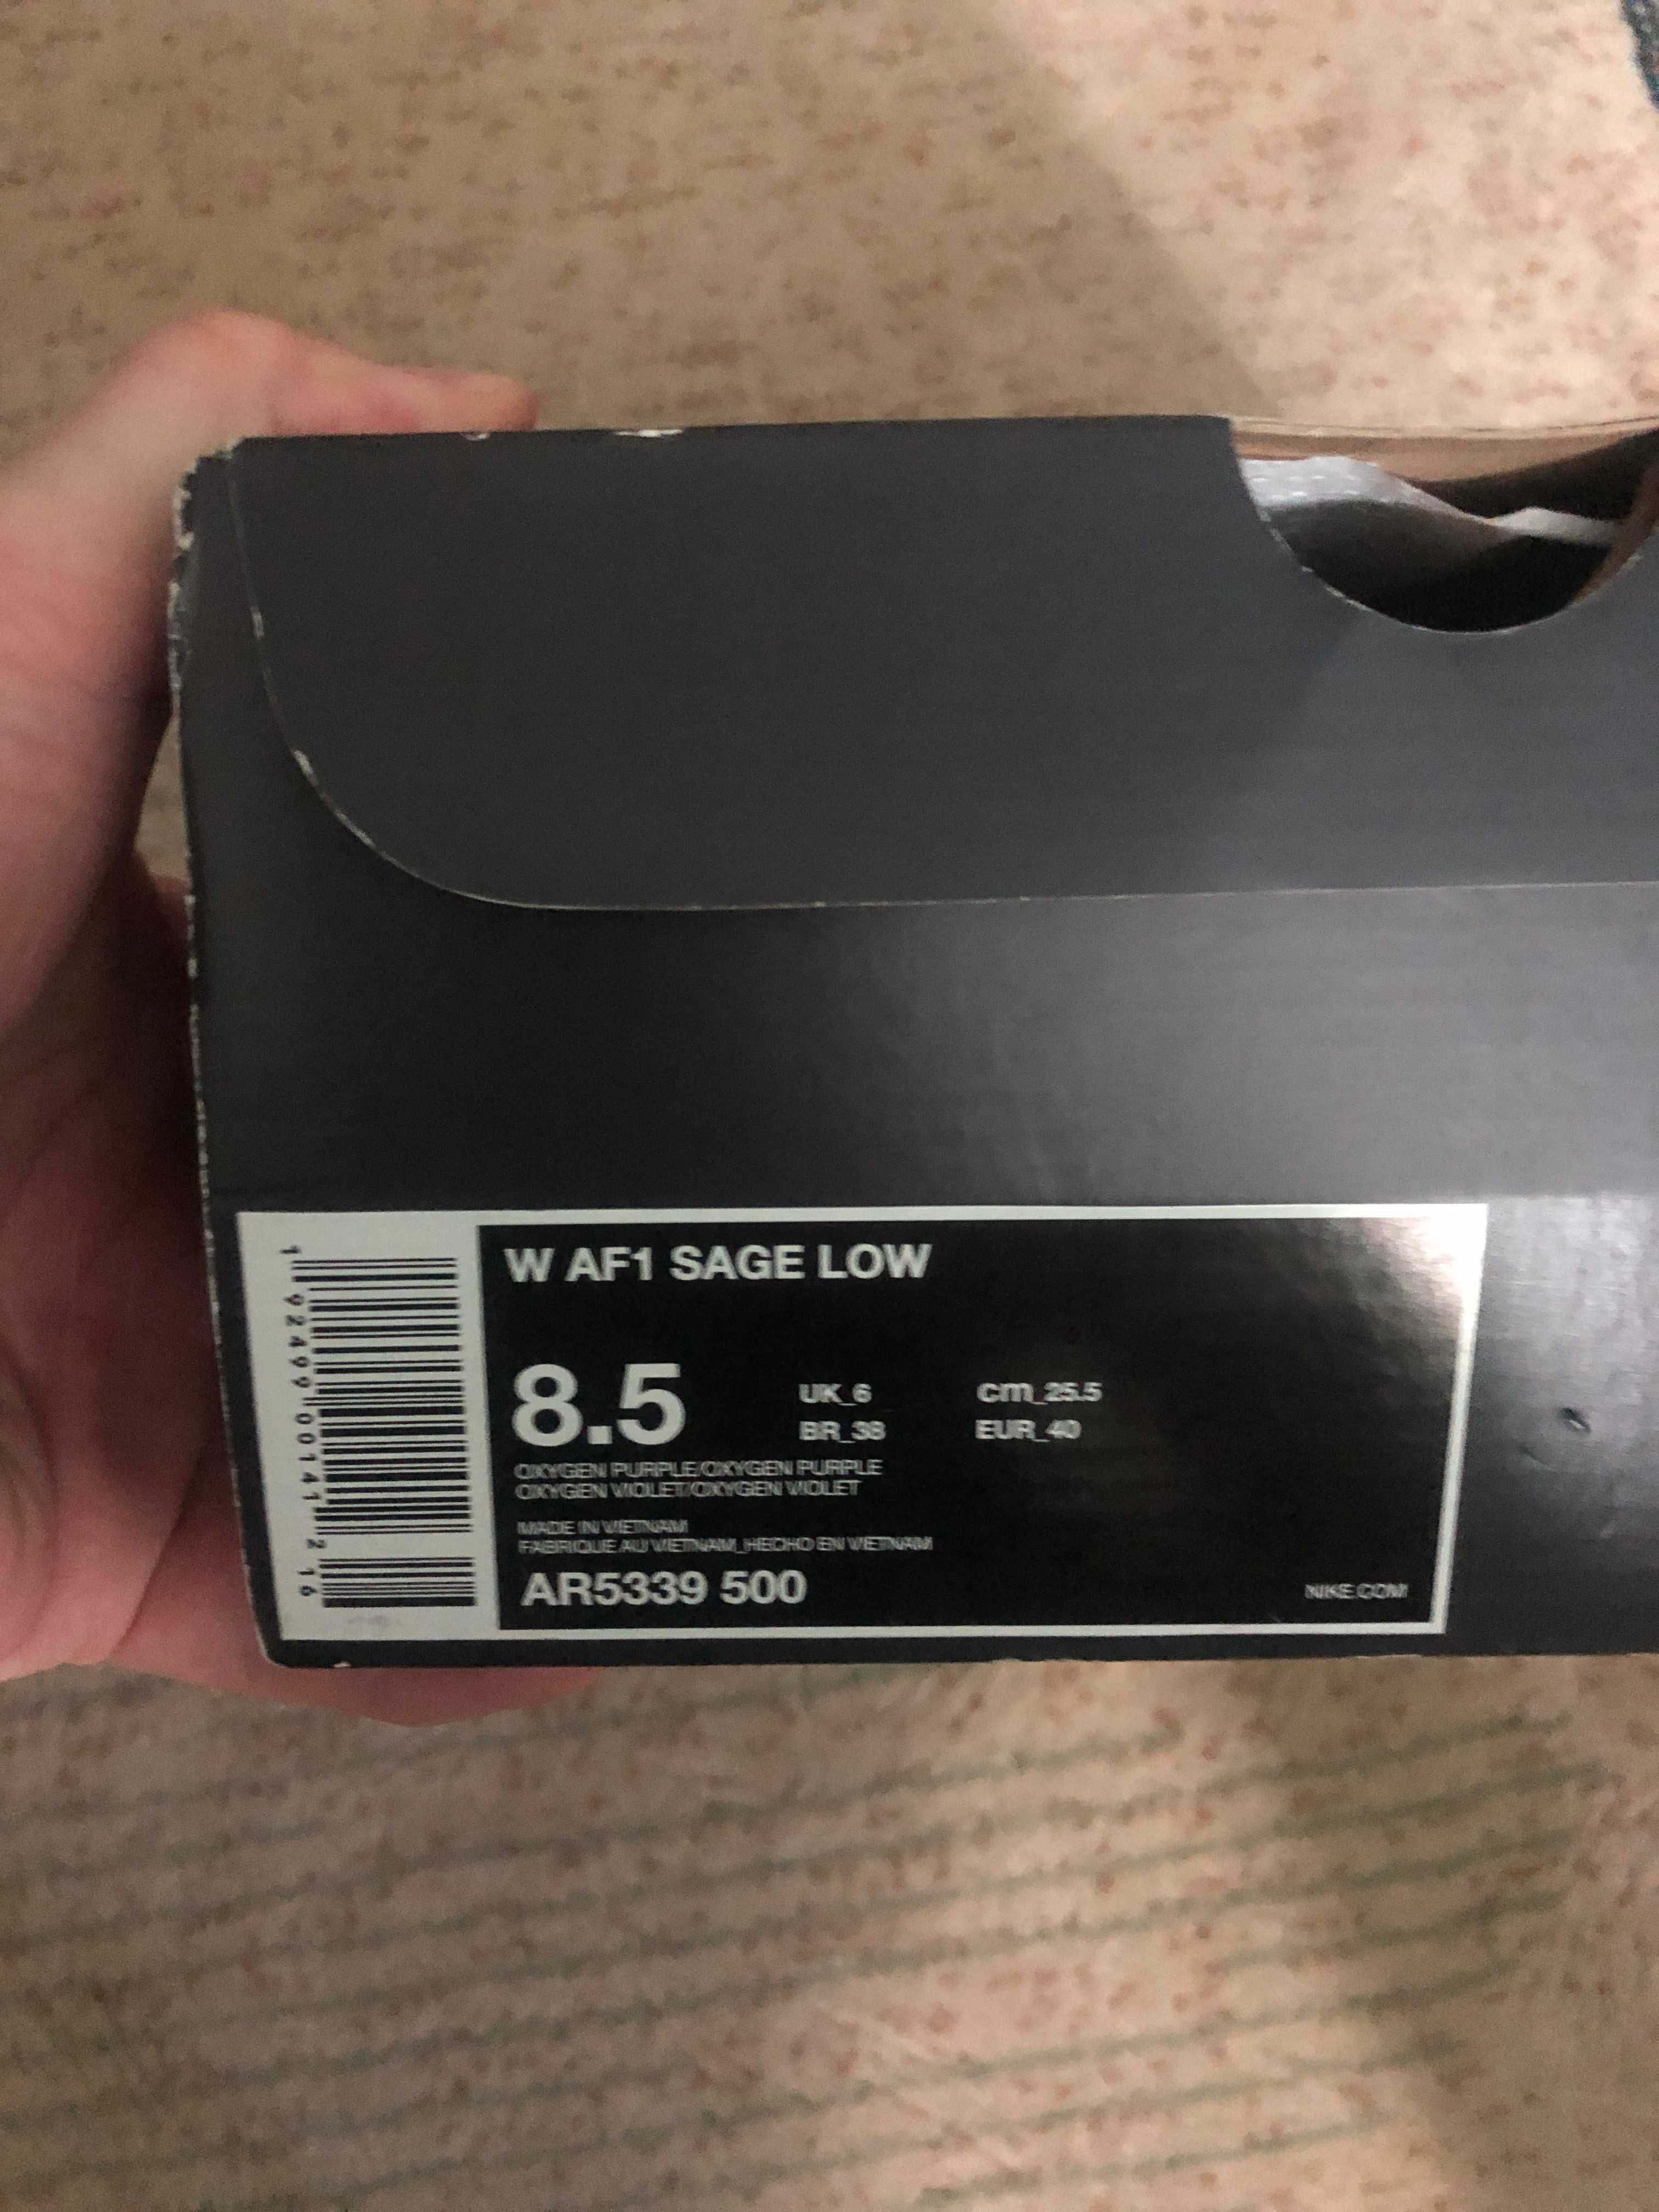 W AF1 SAGE LOW
8.5
UK_6
cm_25.5
BR_38
EUR_40
OXYGEN PURPLE/OXYGEN PURPLE
OXYGEN VIOLET/OXYGEN VIOLET
MADE IN VIETNAM
FABRIQUE AU VIETNAM_HECHO EN VIETNAM
AR5339 500
NIKE.COM
1 92499 00141 2 16